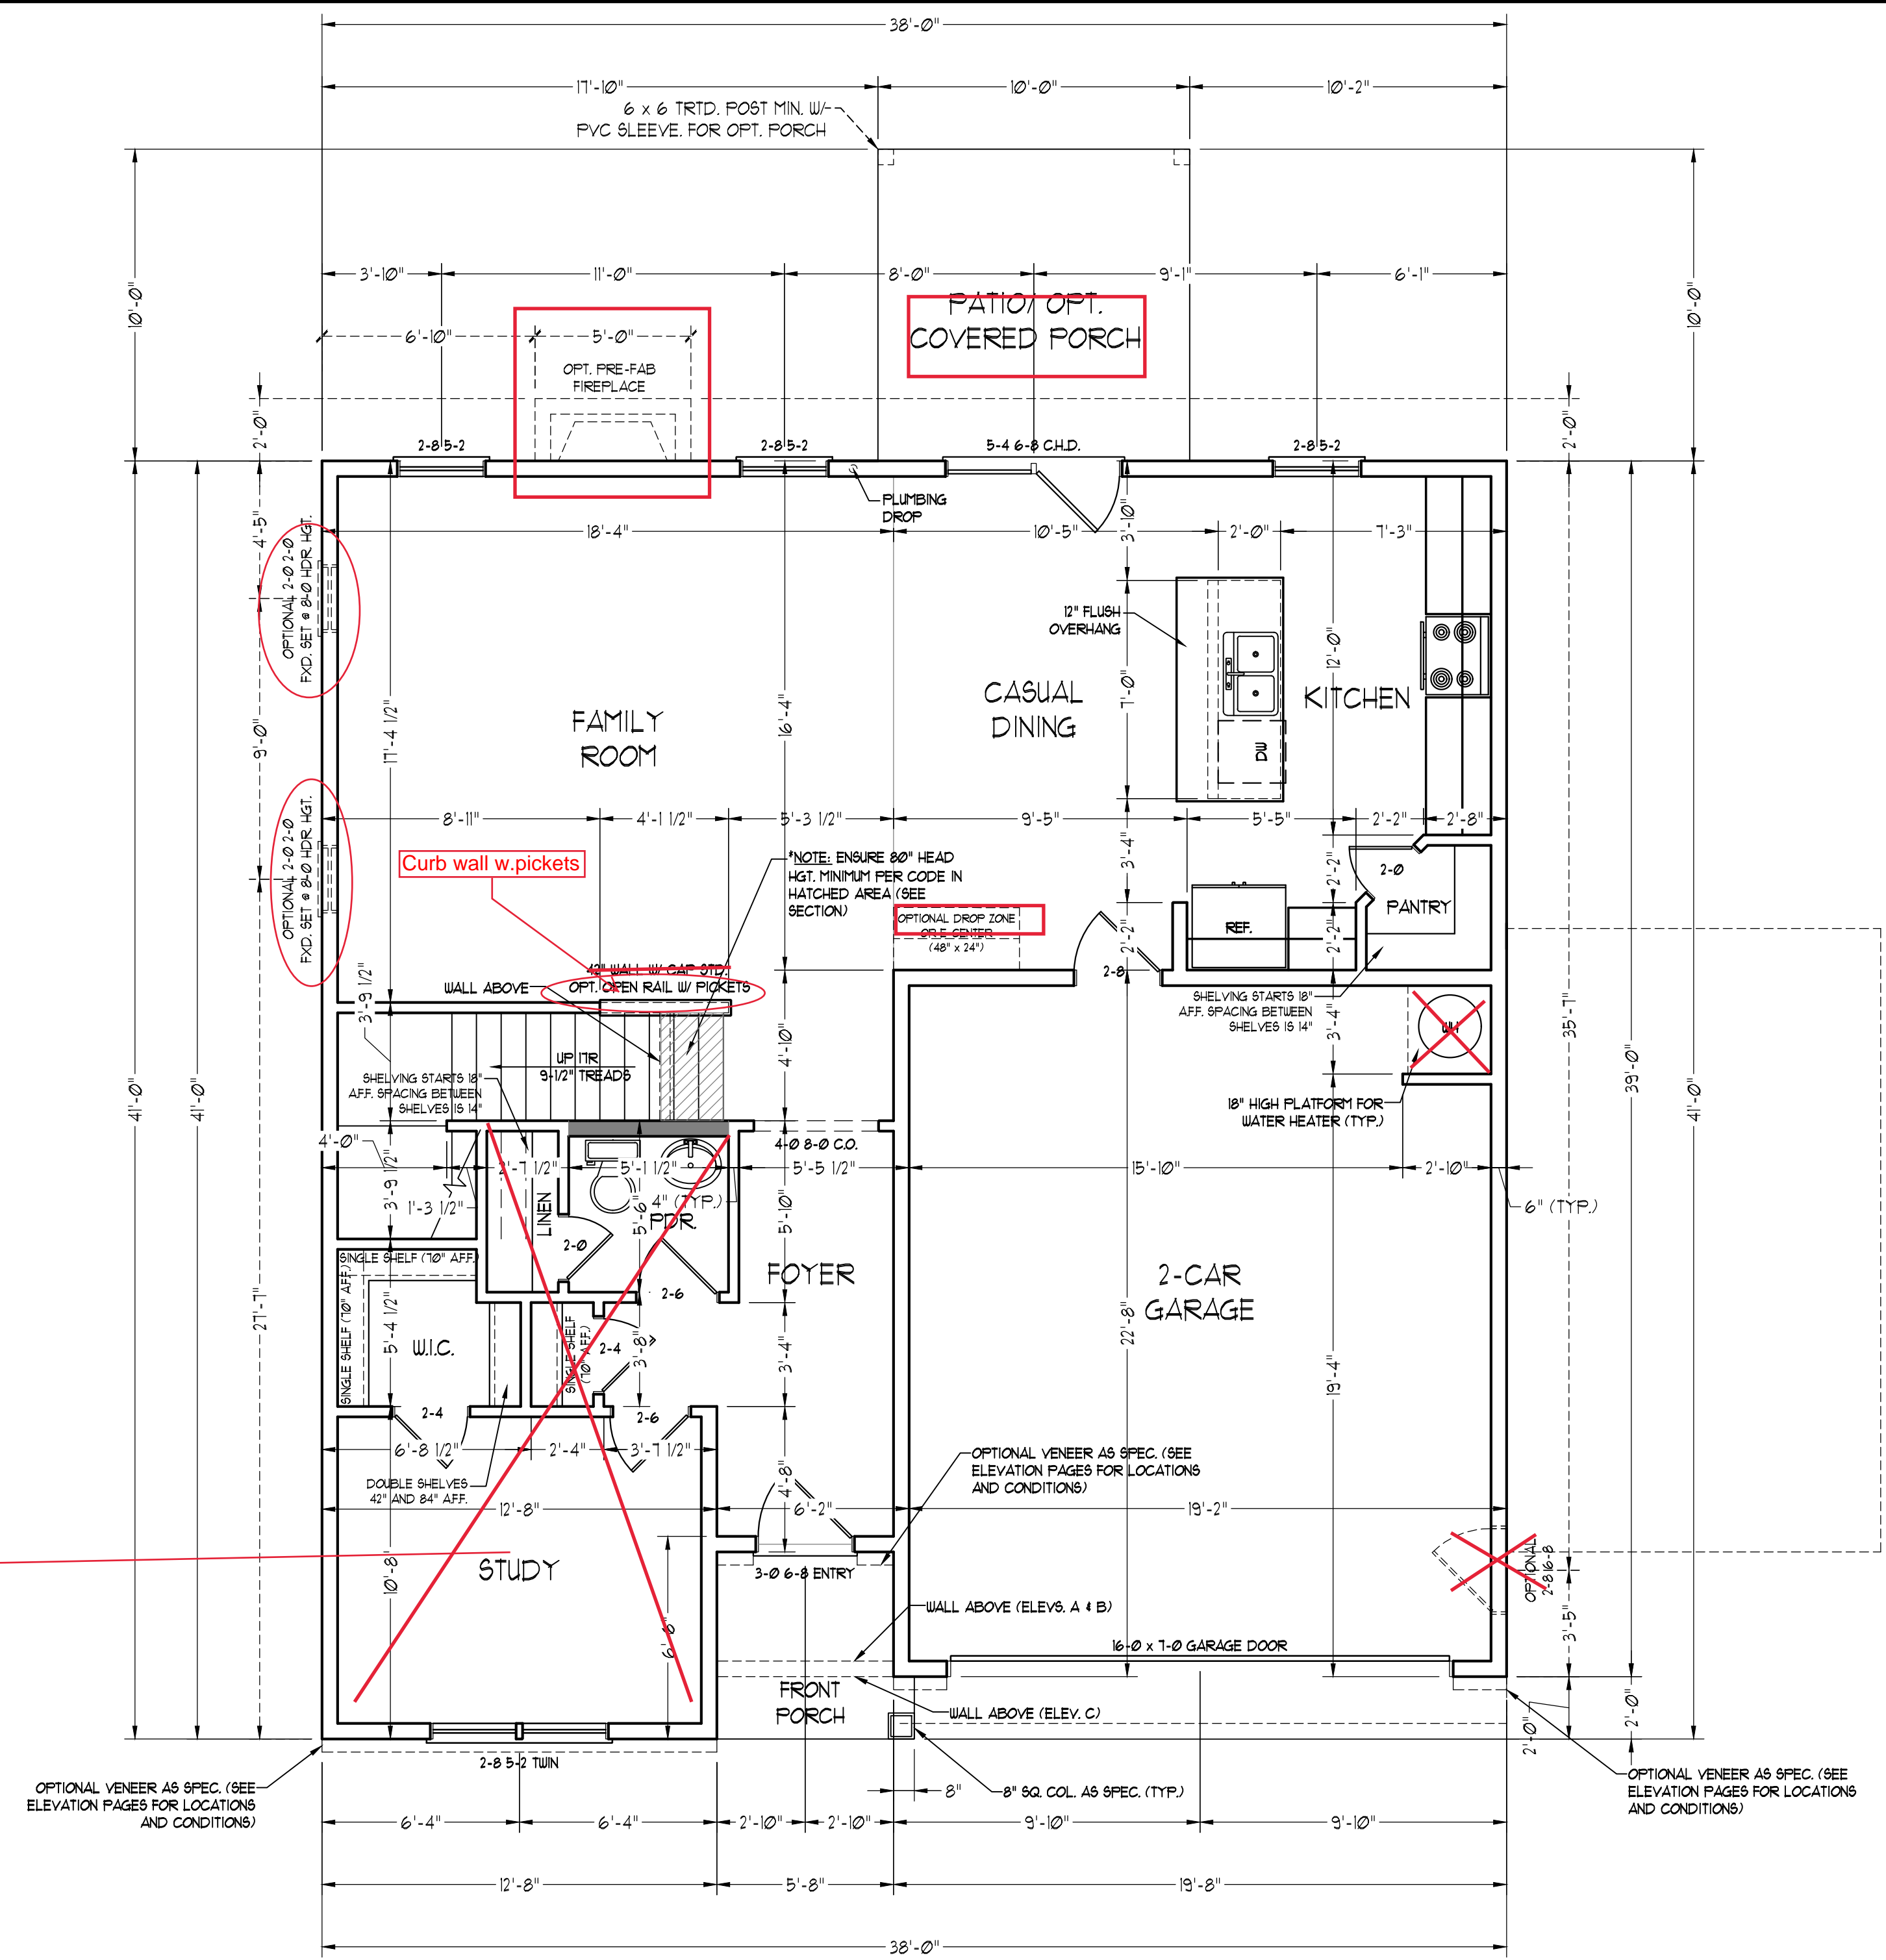 38'-0"
17'-10"
10'-0"
10'-2"
6 x 6 TRTD. POST MIN. W/
PVC SLEEVE. FOR OPT. PORCH
3'-10"
11'-0"
8'-0"
9'-1"
6'-1"
10'-0"
10'-0"
PATIO/ OPT.
COVERED PORCH
6'-10"
5'-0"
OPT. PRE-FAB
FIREPLACE
2'-0"
2'-0"
2-8 5-2
2-8 5-2
5-4 6-8 C.H.D.
2-8 5-2
PLUMBING
DROP
4'-5"
18'-4"
10'-5"
2'-0"
7'-3"
3'-10"
OPTIONAL 2-0 2-0
FXD. SET @ 8-0 HDR. HGT.
12" FLUSH
OVERHANG
12'-0"
FAMILY
ROOM
CASUAL
DINING
KITCHEN
17'-4 1/2"
16'-4"
7'-0"
DW
9'-0"
OPTIONAL 2-0 2-0
FXD. SET @ 8-0 HDR. HGT.
8'-11"
4'-1 1/2"
5'-3 1/2"
9'-5"
5'-5"
2'-2"
2'-8"
Curb wall w.pickets
*NOTE: ENSURE 80" HEAD
HGT. MINIMUM PER CODE IN
HATCHED AREA (SEE
SECTION)
3'-4"
2'-2"
2-0
PANTRY
OPTIONAL DROP ZONE
OR E-CENTER
(48" x 24")
2'-2"
REF.
2'-2"
2-8
42" WALL W/ CAP STD.
OPT. OPEN RAIL W/ PICKETS
WALL ABOVE
3'-9 1/2"
SHELVING STARTS 18"
A.F.F. SPACING BETWEEN
SHELVES IS 14"
3'-4"
WH
35'-7"
39'-0"
41'-0"
41'-0"
41'-0"
4'-10"
UP 17R
9-1/2" TREADS
SHELVING STARTS 18"
A.F.F. SPACING BETWEEN
SHELVES IS 14"
18" HIGH PLATFORM FOR
WATER HEATER (TYP.)
4'-0"
4-0 8-0 C.O.
2'-7 1/2"
5'-1 1/2"
5'-5 1/2"
15'-10"
2'-10"
3'-9 1/2"
1'-3 1/2"
LINEN
5'-6"
4" (TYP.)
PDR.
5'-10"
6" (TYP.)
2-0
SINGLE SHELF (70" A.F.F.)
SINGLE SHELF (70" A.F.F.)
2-6
FOYER
2-CAR
GARAGE
27'-7"
5'-4 1/2"
W.I.C.
SINGLE SHELF
(70" A.F.F.)
2-4
3'-8"
3'-4"
22'-8"
19'-4"
2-4
2-6
6'-8 1/2"
2'-4"
3'-7 1/2"
OPTIONAL VENEER AS SPEC. (SEE
ELEVATION PAGES FOR LOCATIONS
AND CONDITIONS)
DOUBLE SHELVES
42" AND 84" A.F.F.
4'-8"
12'-8"
6'-2"
19'-2"
10'-8"
STUDY
3-0 6-8 ENTRY
OPTIONAL
2-8 6-8
WALL ABOVE (ELEVS. A & B)
6'-6"
3'-5"
16-0 x 7-0 GARAGE DOOR
FRONT
PORCH
WALL ABOVE (ELEV. C)
2'-0"
2'-0"
2-8 5-2 TWIN
OPTIONAL VENEER AS SPEC. (SEE
ELEVATION PAGES FOR LOCATIONS
AND CONDITIONS)
8"
8" SQ. COL. AS SPEC. (TYP.)
OPTIONAL VENEER AS SPEC. (SEE
ELEVATION PAGES FOR LOCATIONS
AND CONDITIONS)
6'-4"
6'-4"
2'-10"
2'-10"
9'-10"
9'-10"
12'-8"
5'-8"
19'-8"
38'-0"